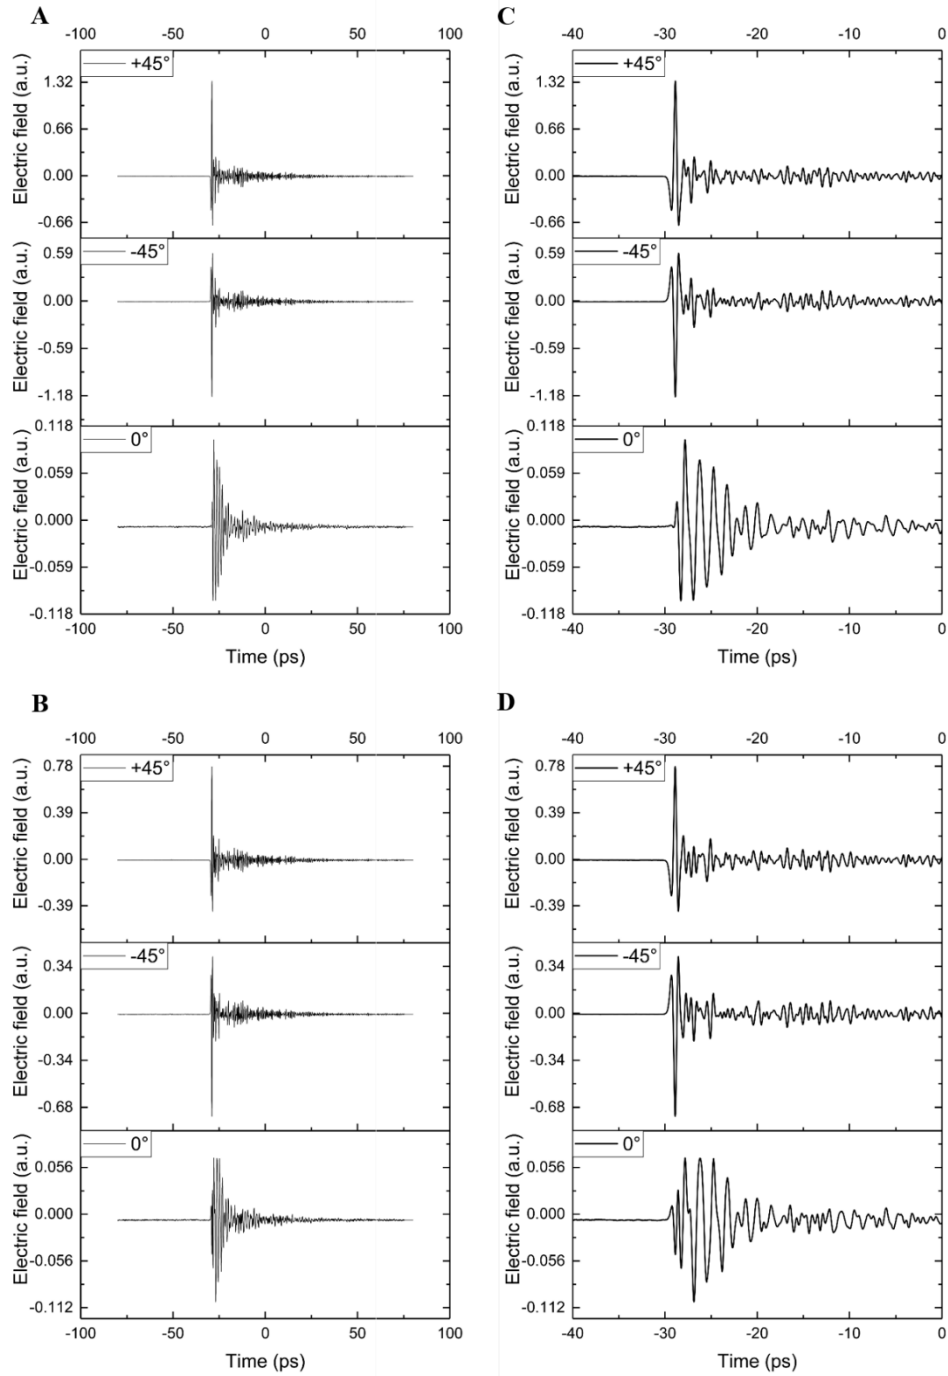 A
-100 -50 0 50 100
+45°
Electric field (a.u.)
1.32
0.66
0.00
-0.66
-45°
Electric field (a.u.)
0.59
0.00
-0.59
-1.18
0°
Electric field (a.u.)
0.118
0.059
0.000
-0.059
-0.118
-100 -50 0 50 100
Time (ps)
C
-40 -30 -20 -10 0
+45°
Electric field (a.u.)
1.32
0.66
0.00
-0.66
-45°
Electric field (a.u.)
0.59
0.00
-0.59
-1.18
0°
Electric field (a.u.)
0.118
0.059
0.000
-0.059
-0.118
-40 -30 -20 -10 0
Time (ps)
B
-100 -50 0 50 100
+45°
Electric field (a.u.)
0.78
0.39
0.00
-0.39
-45°
Electric field (a.u.)
0.34
0.00
-0.34
-0.68
0°
Electric field (a.u.)
0.056
0.000
-0.056
-0.112
-100 -50 0 50 100
Time (ps)
D
-40 -30 -20 -10 0
+45°
Electric field (a.u.)
0.78
0.39
0.00
-0.39
-45°
Electric field (a.u.)
0.34
0.00
-0.34
-0.68
0°
Electric field (a.u.)
0.056
0.000
-0.056
-0.112
-40 -30 -20 -10 0
Time (ps)